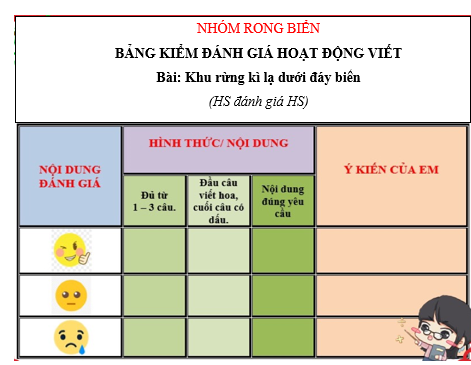 NHÓM RONG BIỂN
BẢNG KIỂM ĐÁNH GIÁ HOẠT ĐỘNG VIẾT
Bài: Khu rừng kì lạ dưới đáy biển
(HS đánh giá HS)
NỘI DUNG
ĐÁNH GIÁ
HÌNH THỨC/ NỘI DUNG
Ý KIẾN CỦA EM
Đủ từ
1 – 3 câu.
Đầu câu
viết hoa,
cuối câu có
dấu.
Nội dung
đúng yêu
cầu